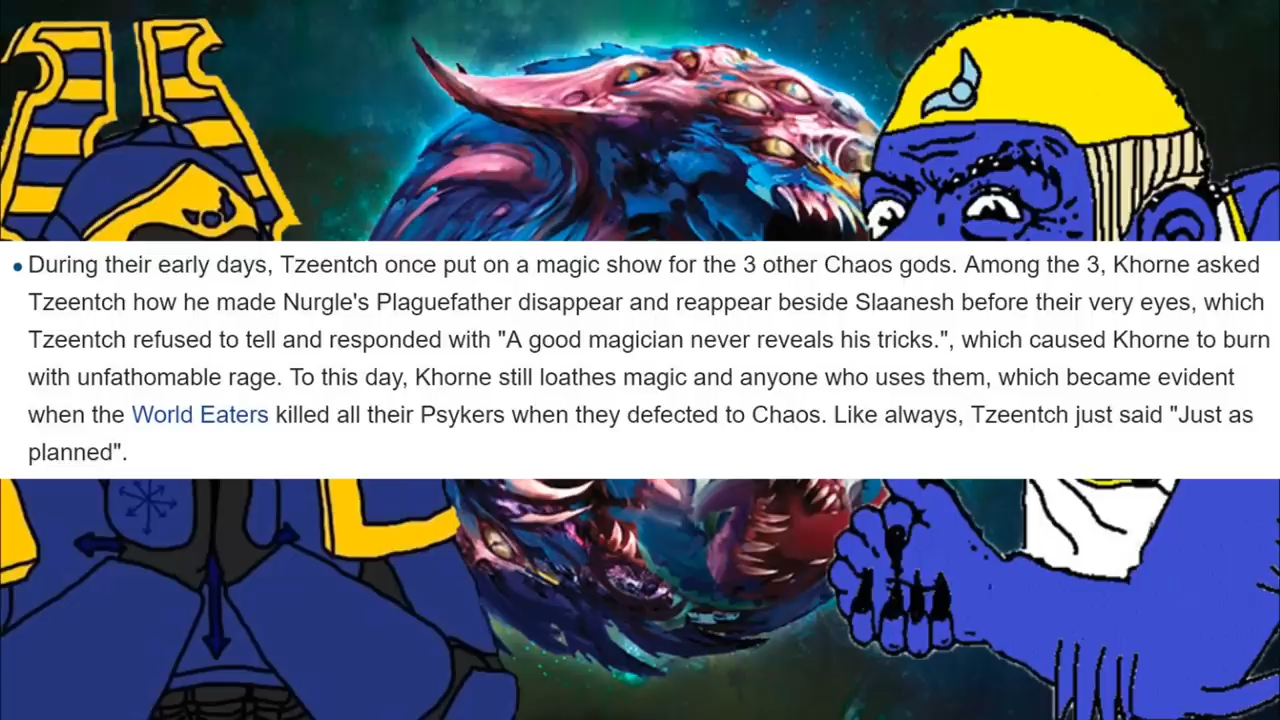 During their early days, Tzeentch once put on a magic show for the 3 other Chaos gods. Among the 3, Khorne asked
Tzeentch how he made Nurgle's Plaguefather disappear and reappear beside Slaanesh before their very eyes, which
Tzeentch refused to tell and responded with "A good magician never reveals his tricks.", which caused Khorne to burn
with unfathomable rage. To this day, Khorne still loathes magic and anyone who uses them, which became evident
when the World Eaters killed all their Psykers when they defected to Chaos. Like always, Tzeentch just said "Just as
planned".